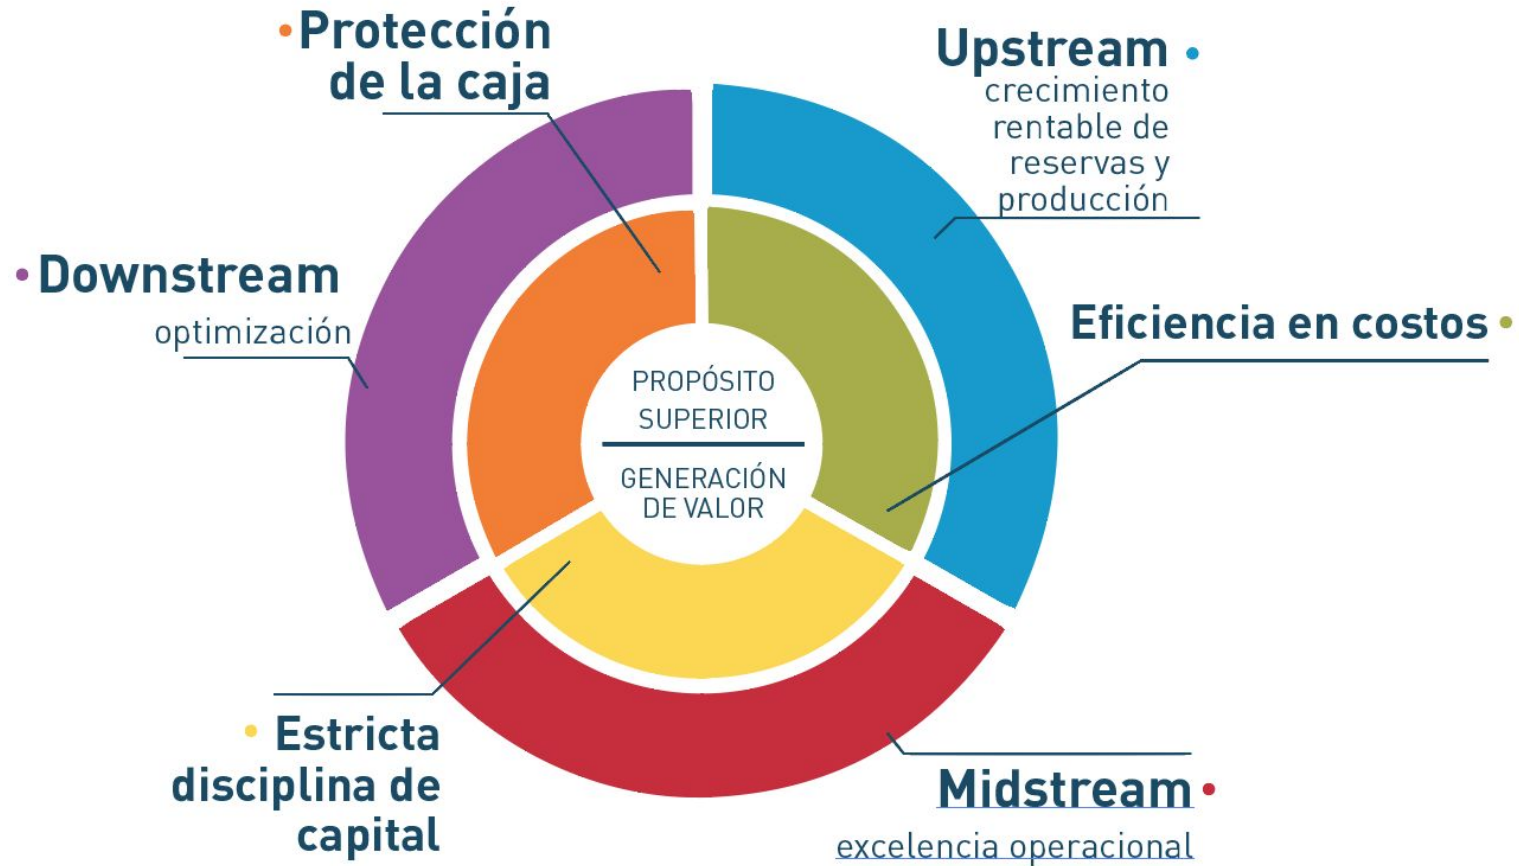 Protección
de la caja
Upstream
crecimiento
rentable de
reservas y
producción
Downstream
optimización
Eficiencia en costos
PROPÓSITO
SUPERIOR
GENERACIÓN
DE VALOR
Estricta
disciplina de
capital
Midstream
excelencia operacional